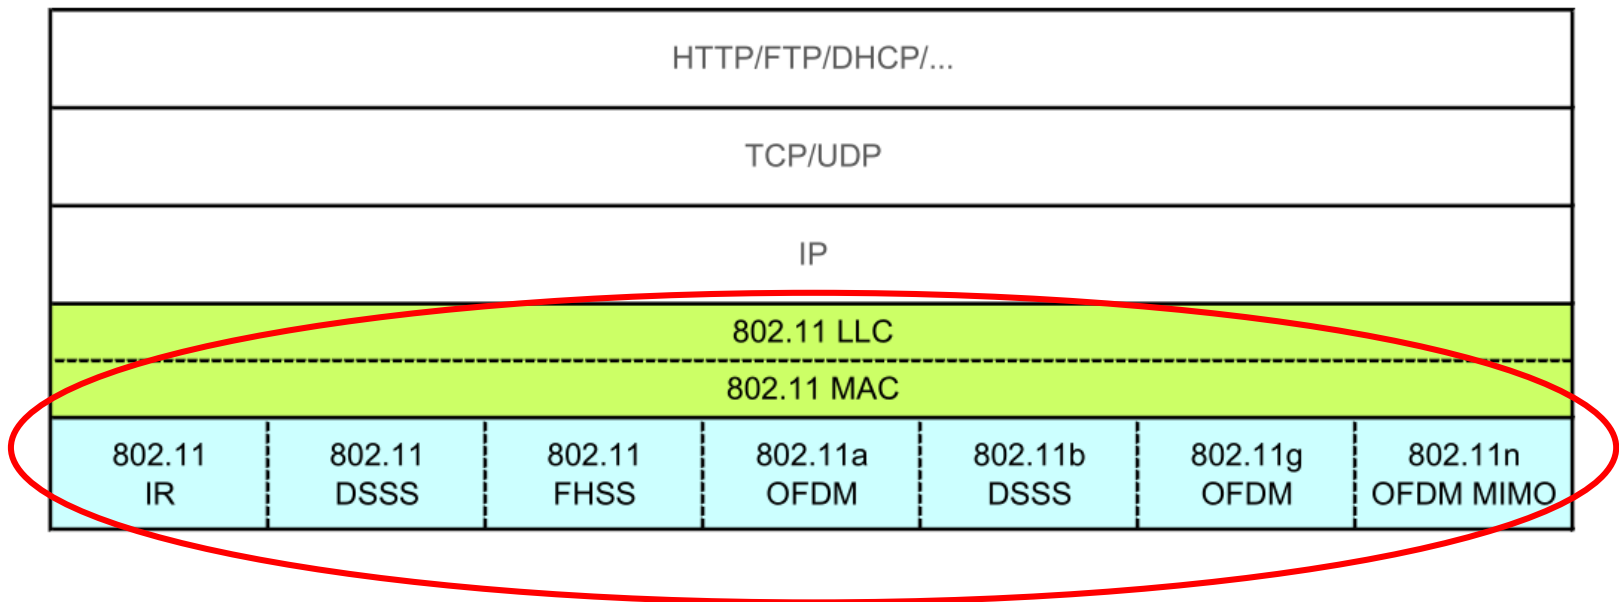 HTTP/FTP/DHCP/...
TCP/UDP
IP
802.11 LLC
802.11 MAC
802.11
IR
802.11
DSSS
802.11
FHSS
802.11a
OFDM
802.11b
DSSS
802.11g
OFDM
802.11n
OFDM MIMO